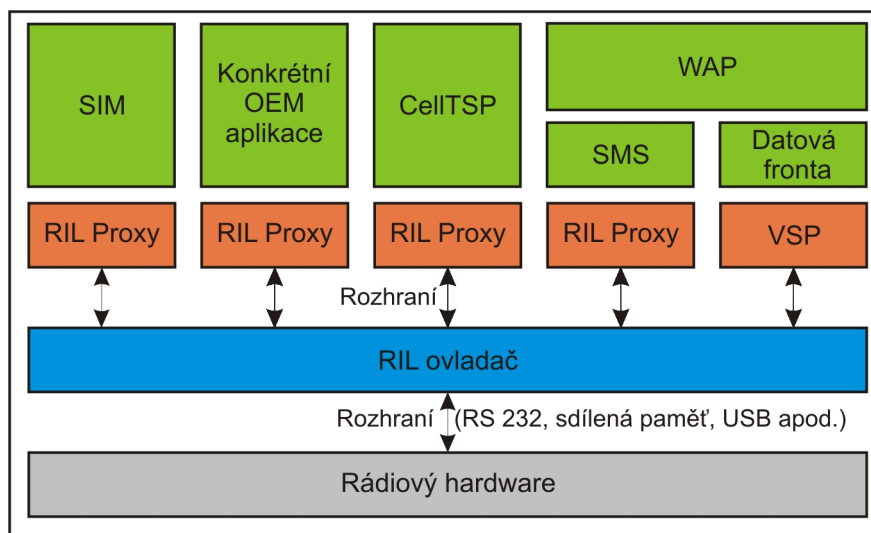 SIM
Konkrétní
OEM
aplikace
CellTSP
WAP
SMS
Datová
fronta
RIL Proxy
RIL Proxy
RIL Proxy
RIL Proxy
VSP
Rozhraní
RIL ovladač
Rozhraní (RS 232, sdílená paměť, USB apod.)
Rádiový hardware